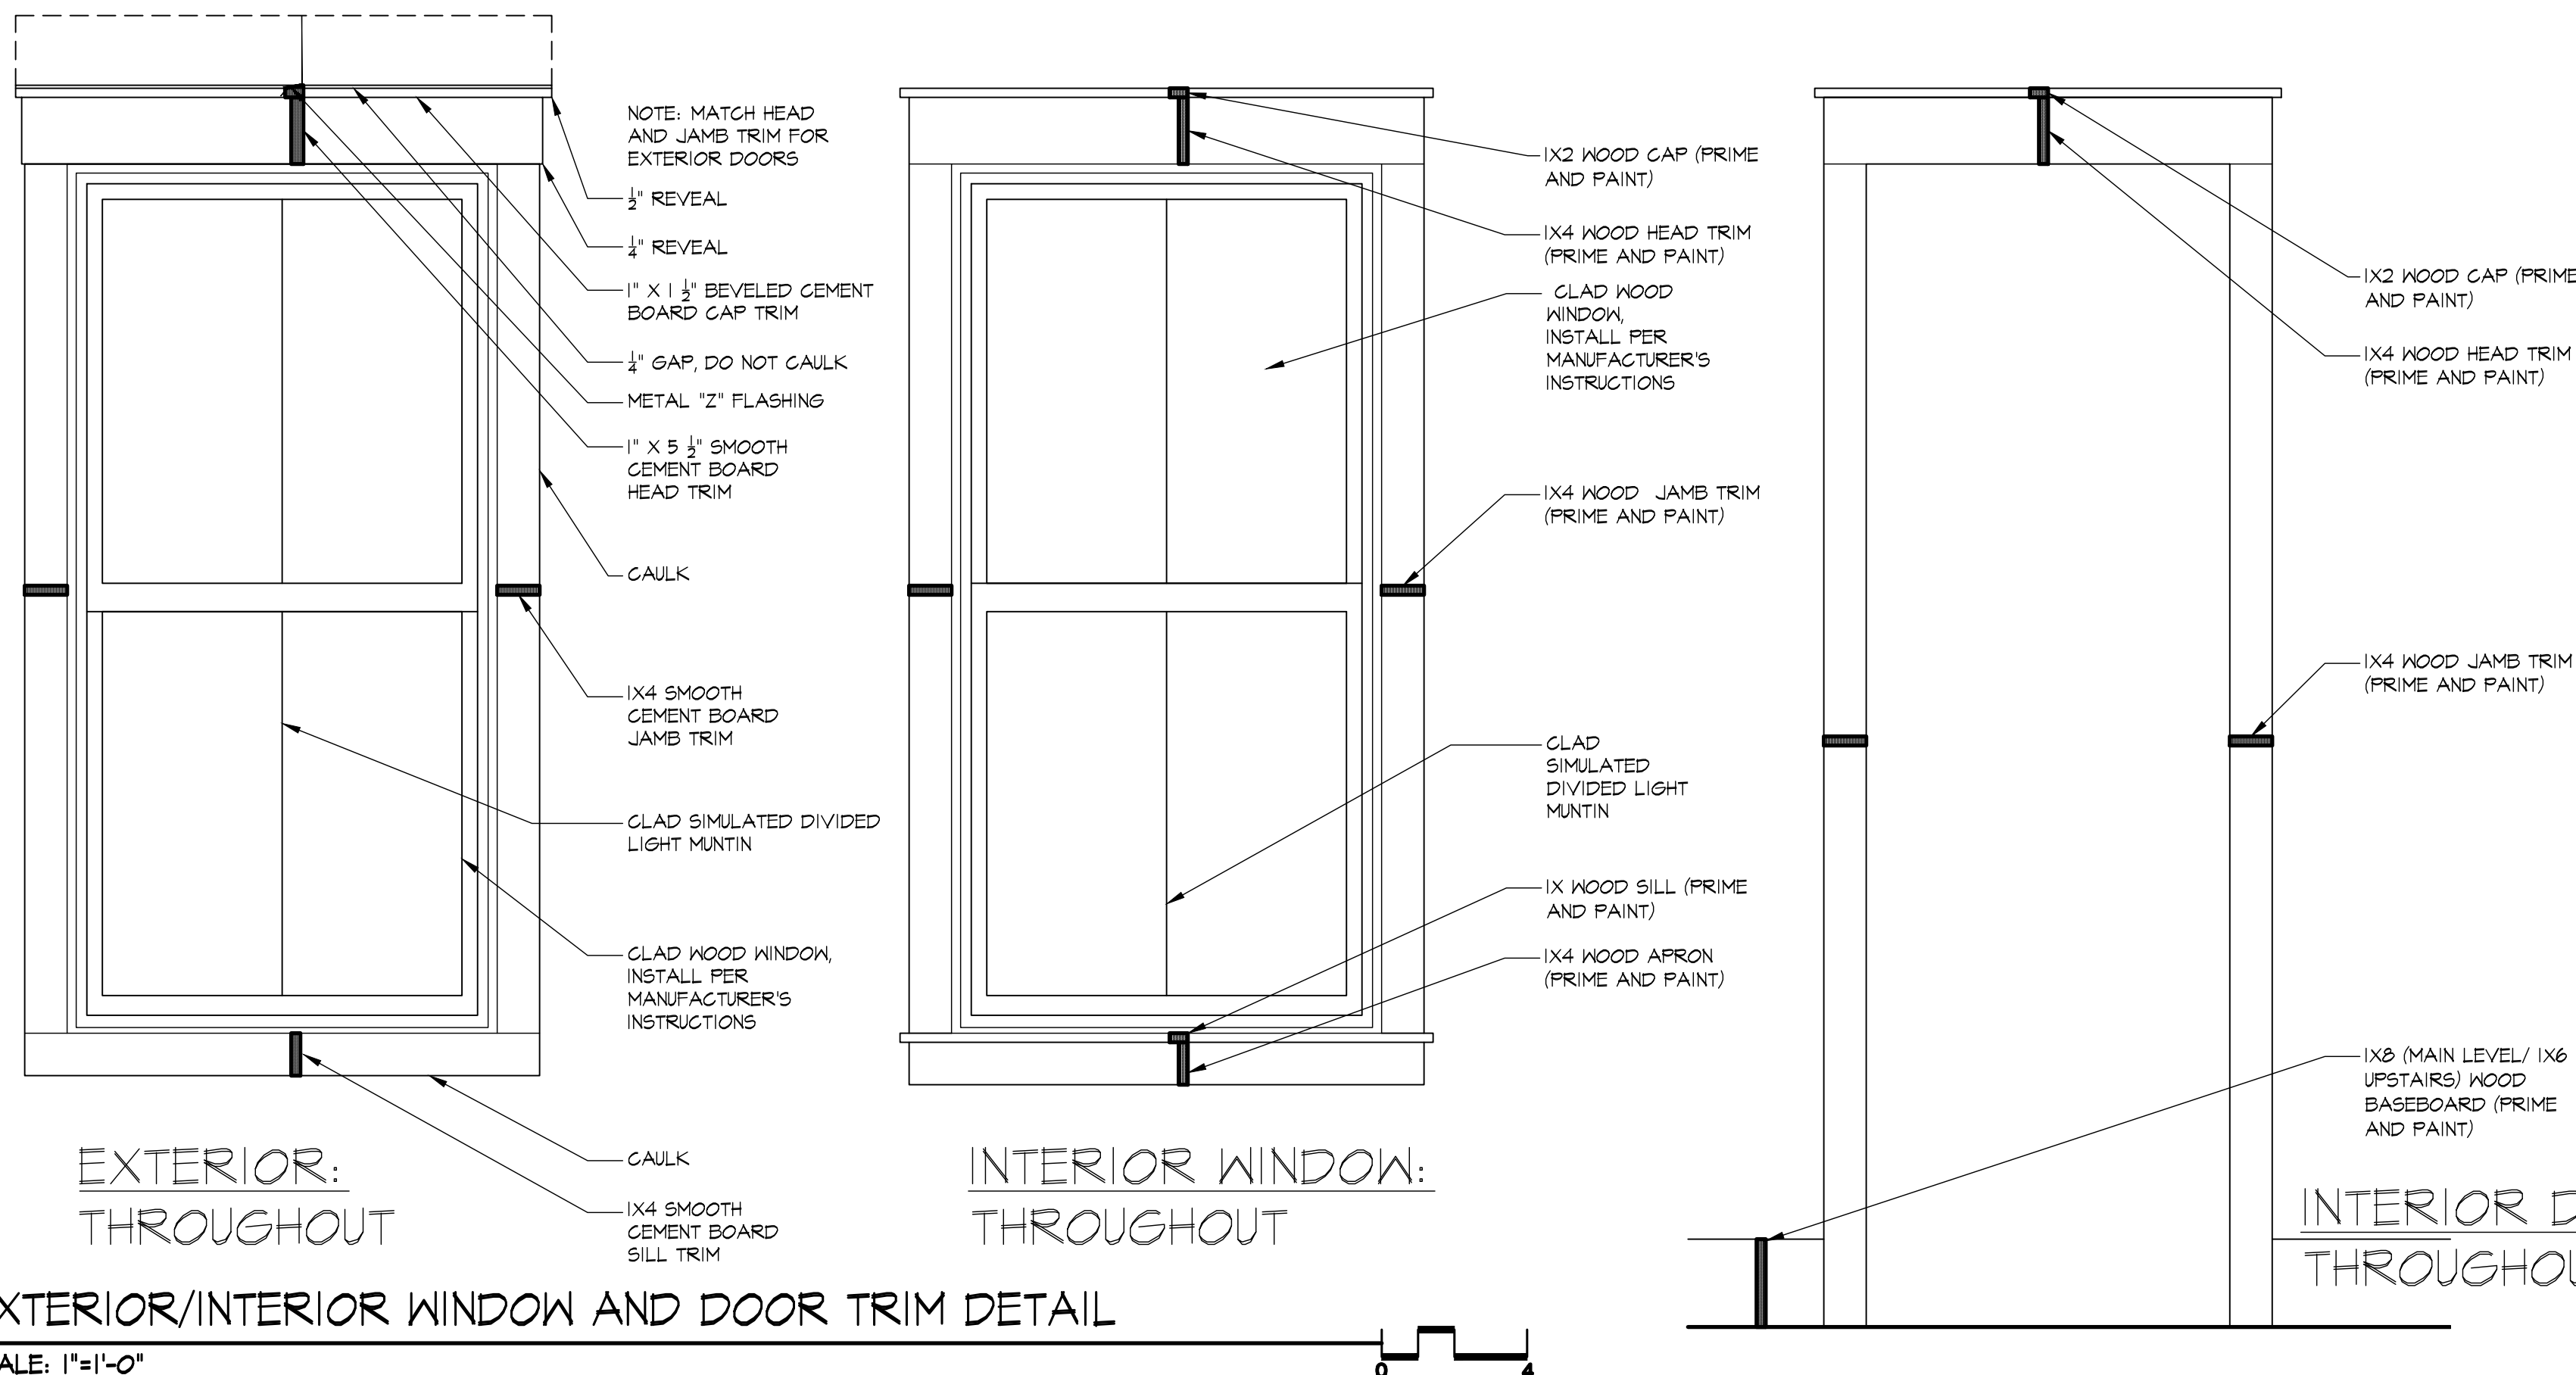 NOTE: MATCH HEAD
AND JAMB TRIM FOR
EXTERIOR DOORS
½" REVEAL
¼" REVEAL
1" X 1 ½" BEVELED CEMENT
BOARD CAP TRIM
¼" GAP, DO NOT CAULK
METAL "Z" FLASHING
1" X 5 ½" SMOOTH
CEMENT BOARD
HEAD TRIM
CAULK
1X4 SMOOTH
CEMENT BOARD
JAMB TRIM
CLAD SIMULATED DIVIDED
LIGHT MUNTIN
CLAD WOOD WINDOW,
INSTALL PER
MANUFACTURER'S
INSTRUCTIONS
CAULK
1X4 SMOOTH
CEMENT BOARD
SILL TRIM
EXTERIOR:
THROUGHOUT
1X2 WOOD CAP (PRIME
AND PAINT)
1X4 WOOD HEAD TRIM
(PRIME AND PAINT)
CLAD WOOD
WINDOW,
INSTALL PER
MANUFACTURER'S
INSTRUCTIONS
1X4 WOOD JAMB TRIM
(PRIME AND PAINT)
CLAD
SIMULATED
DIVIDED LIGHT
MUNTIN
1X WOOD SILL (PRIME
AND PAINT)
1X4 WOOD APRON
(PRIME AND PAINT)
INTERIOR WINDOW:
THROUGHOUT
1X2 WOOD CAP (PRIME
AND PAINT)
1X4 WOOD HEAD TRIM
(PRIME AND PAINT)
1X4 WOOD JAMB TRIM
(PRIME AND PAINT)
1X8 (MAIN LEVEL/ 1X6
UPSTAIRS) WOOD
BASEBOARD (PRIME
AND PAINT)
INTERIOR D
THROUGHOU
XTERIOR/INTERIOR WINDOW AND DOOR TRIM DETAIL
ALE: 1"=1'-0"
0 4